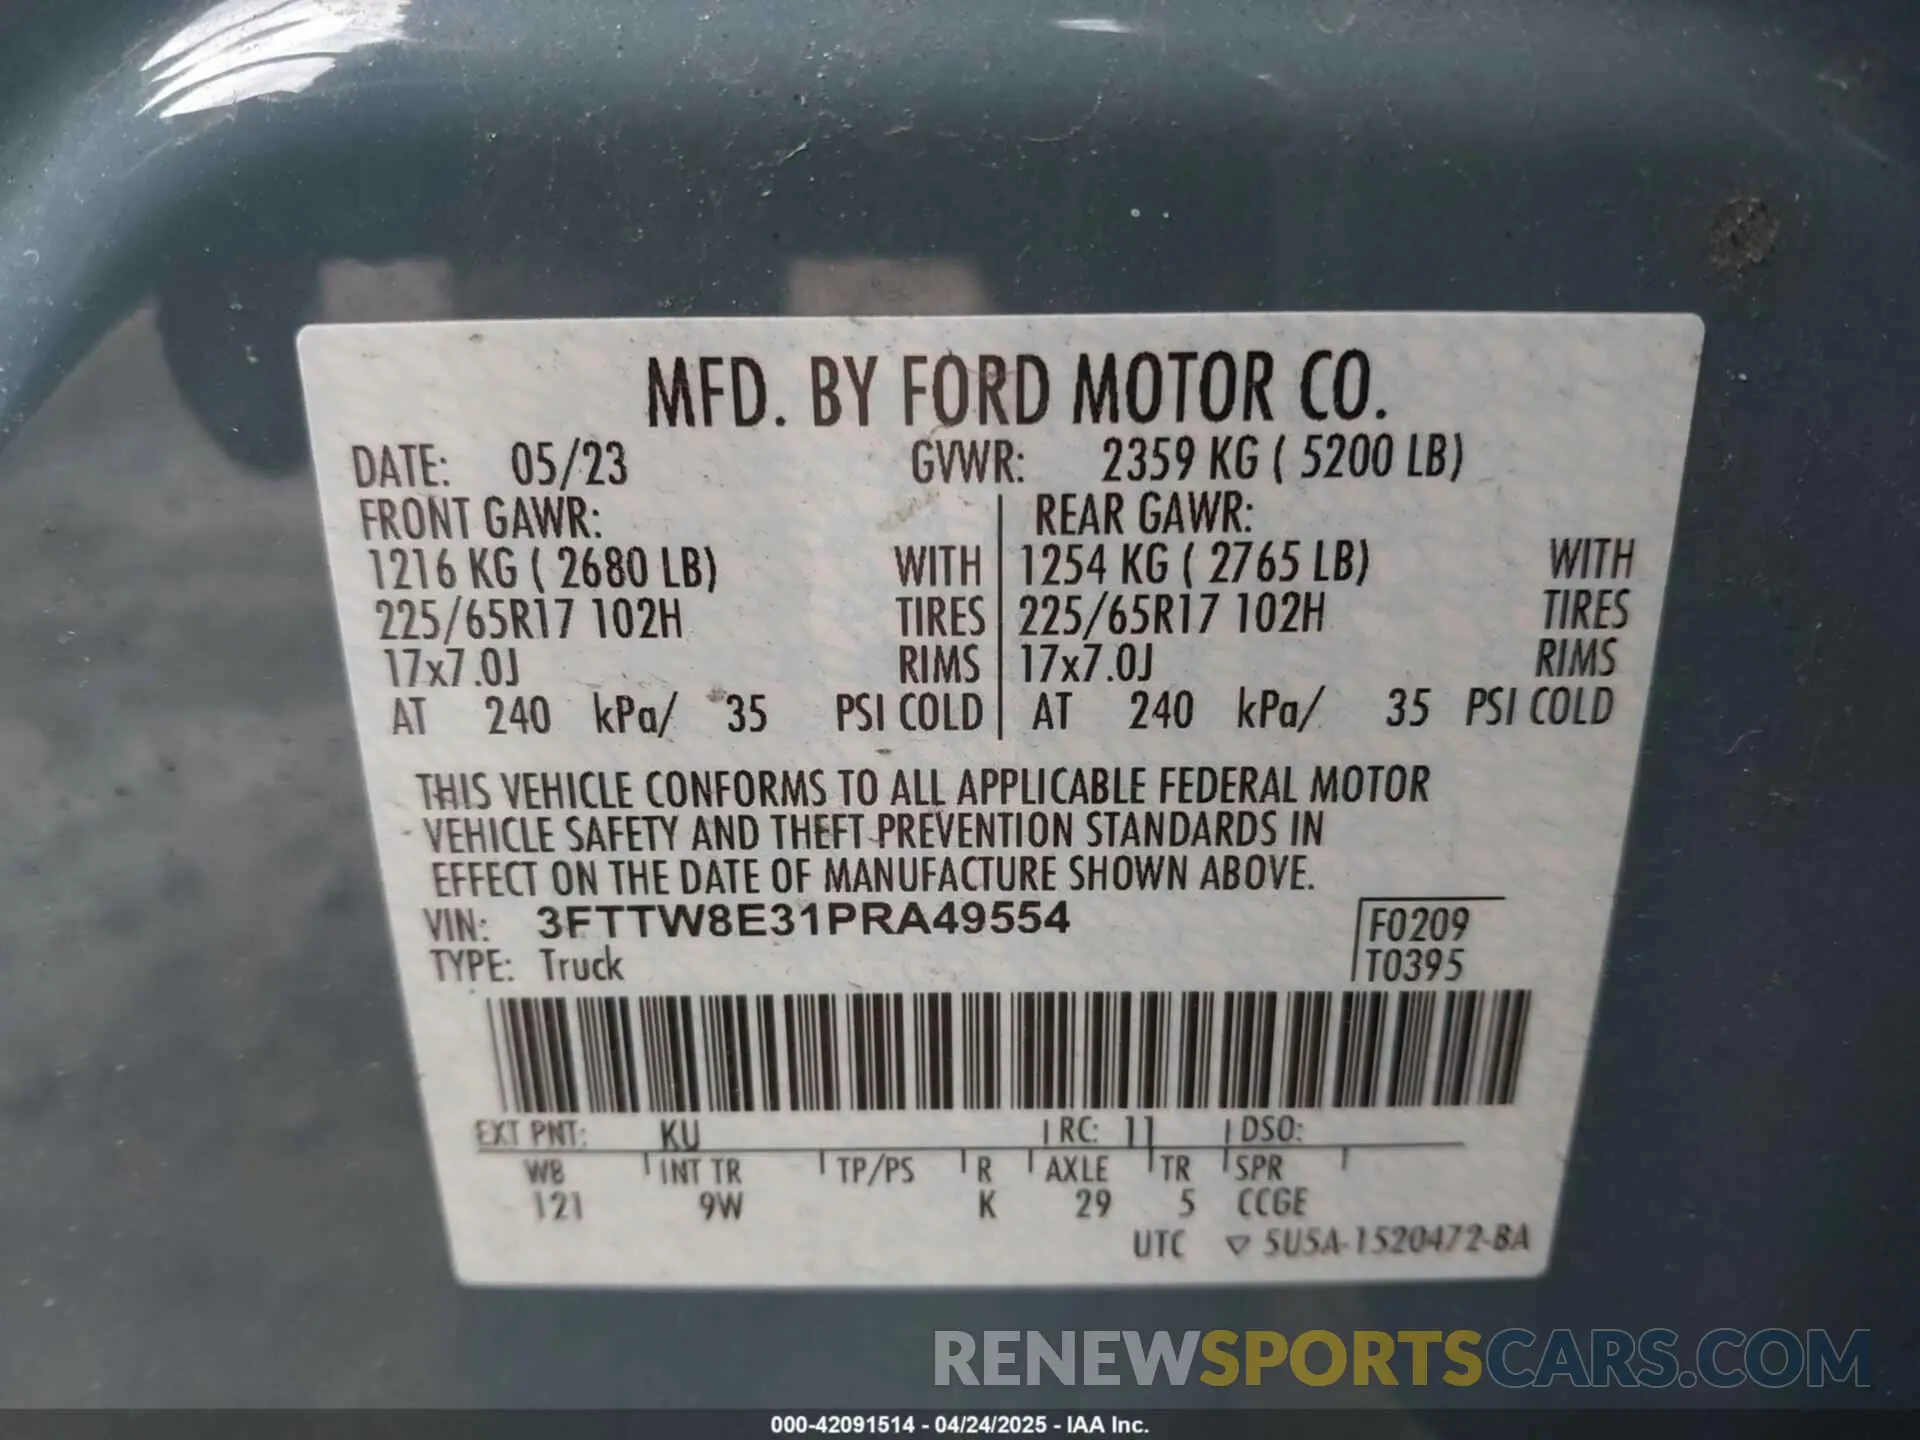 MFD. BY FORD MOTOR CO.
DATE: 05/23 GVWR: 2359 KG ( 5200 LB)
FRONT GAWR: REAR GAWR:
1216 KG ( 2680 LB) WITH 1254 KG ( 2765 LB) WITH
225/65R17 102H TIRES 225/65R17 102H TIRES
17x7.0J RIMS 17x7.0J RIMS
AT 240 kPa/ 35 PSI COLD AT 240 kPa/ 35 PSI COLD
THIS VEHICLE CONFORMS TO ALL APPLICABLE FEDERAL MOTOR
VEHICLE SAFETY AND THEFT PREVENTION STANDARDS IN
EFFECT ON THE DATE OF MANUFACTURE SHOWN ABOVE.
VIN: 3FTTW8E31PRA49554 F0209
TYPE: Truck T0395
EXT PNT: KU RC: 11 DSO:
WB INT TR TP/PS R AXLE TR SPR
121 9W K 29 5 CCGE
UTC ▽ 5U5A-1520472-BA
RENEWSPORTSCARS.COM
000-42091514 - 04/24/2025 - IAA Inc.